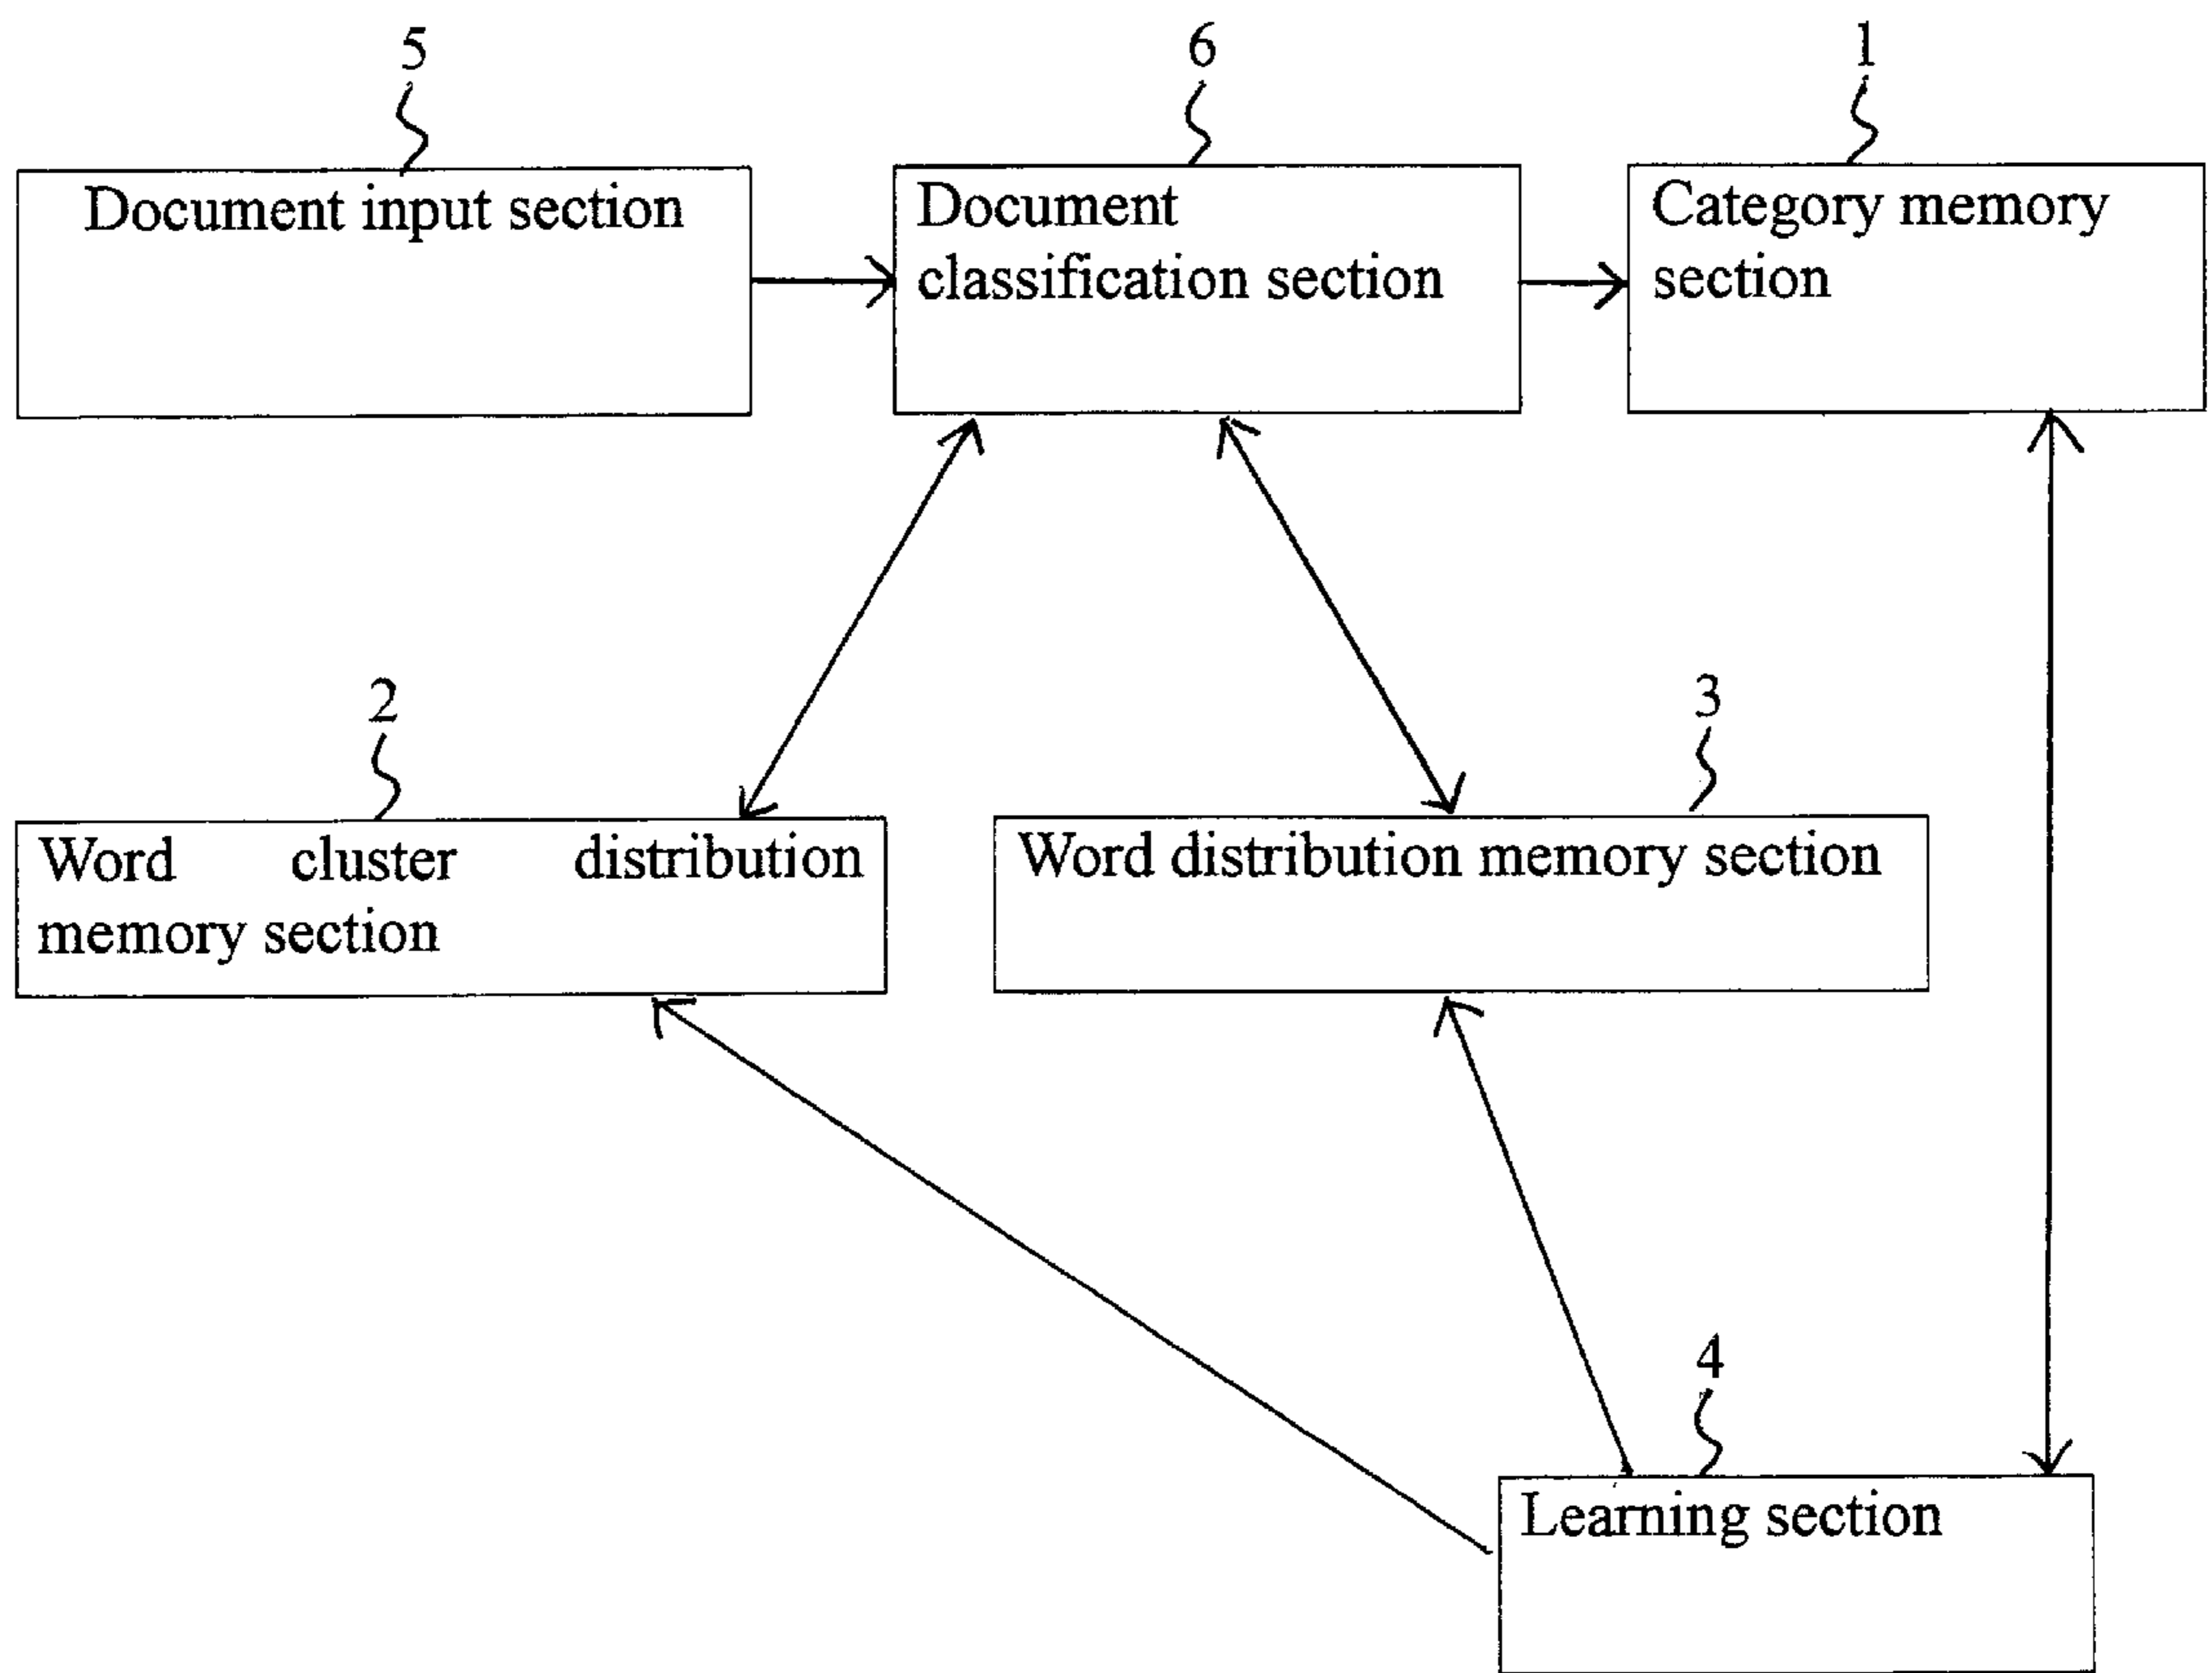 5
6
1
Document input section
Document
classification section
Category memory
section
2
3
Word cluster distribution
memory section
Word distribution memory section
4
Learning section